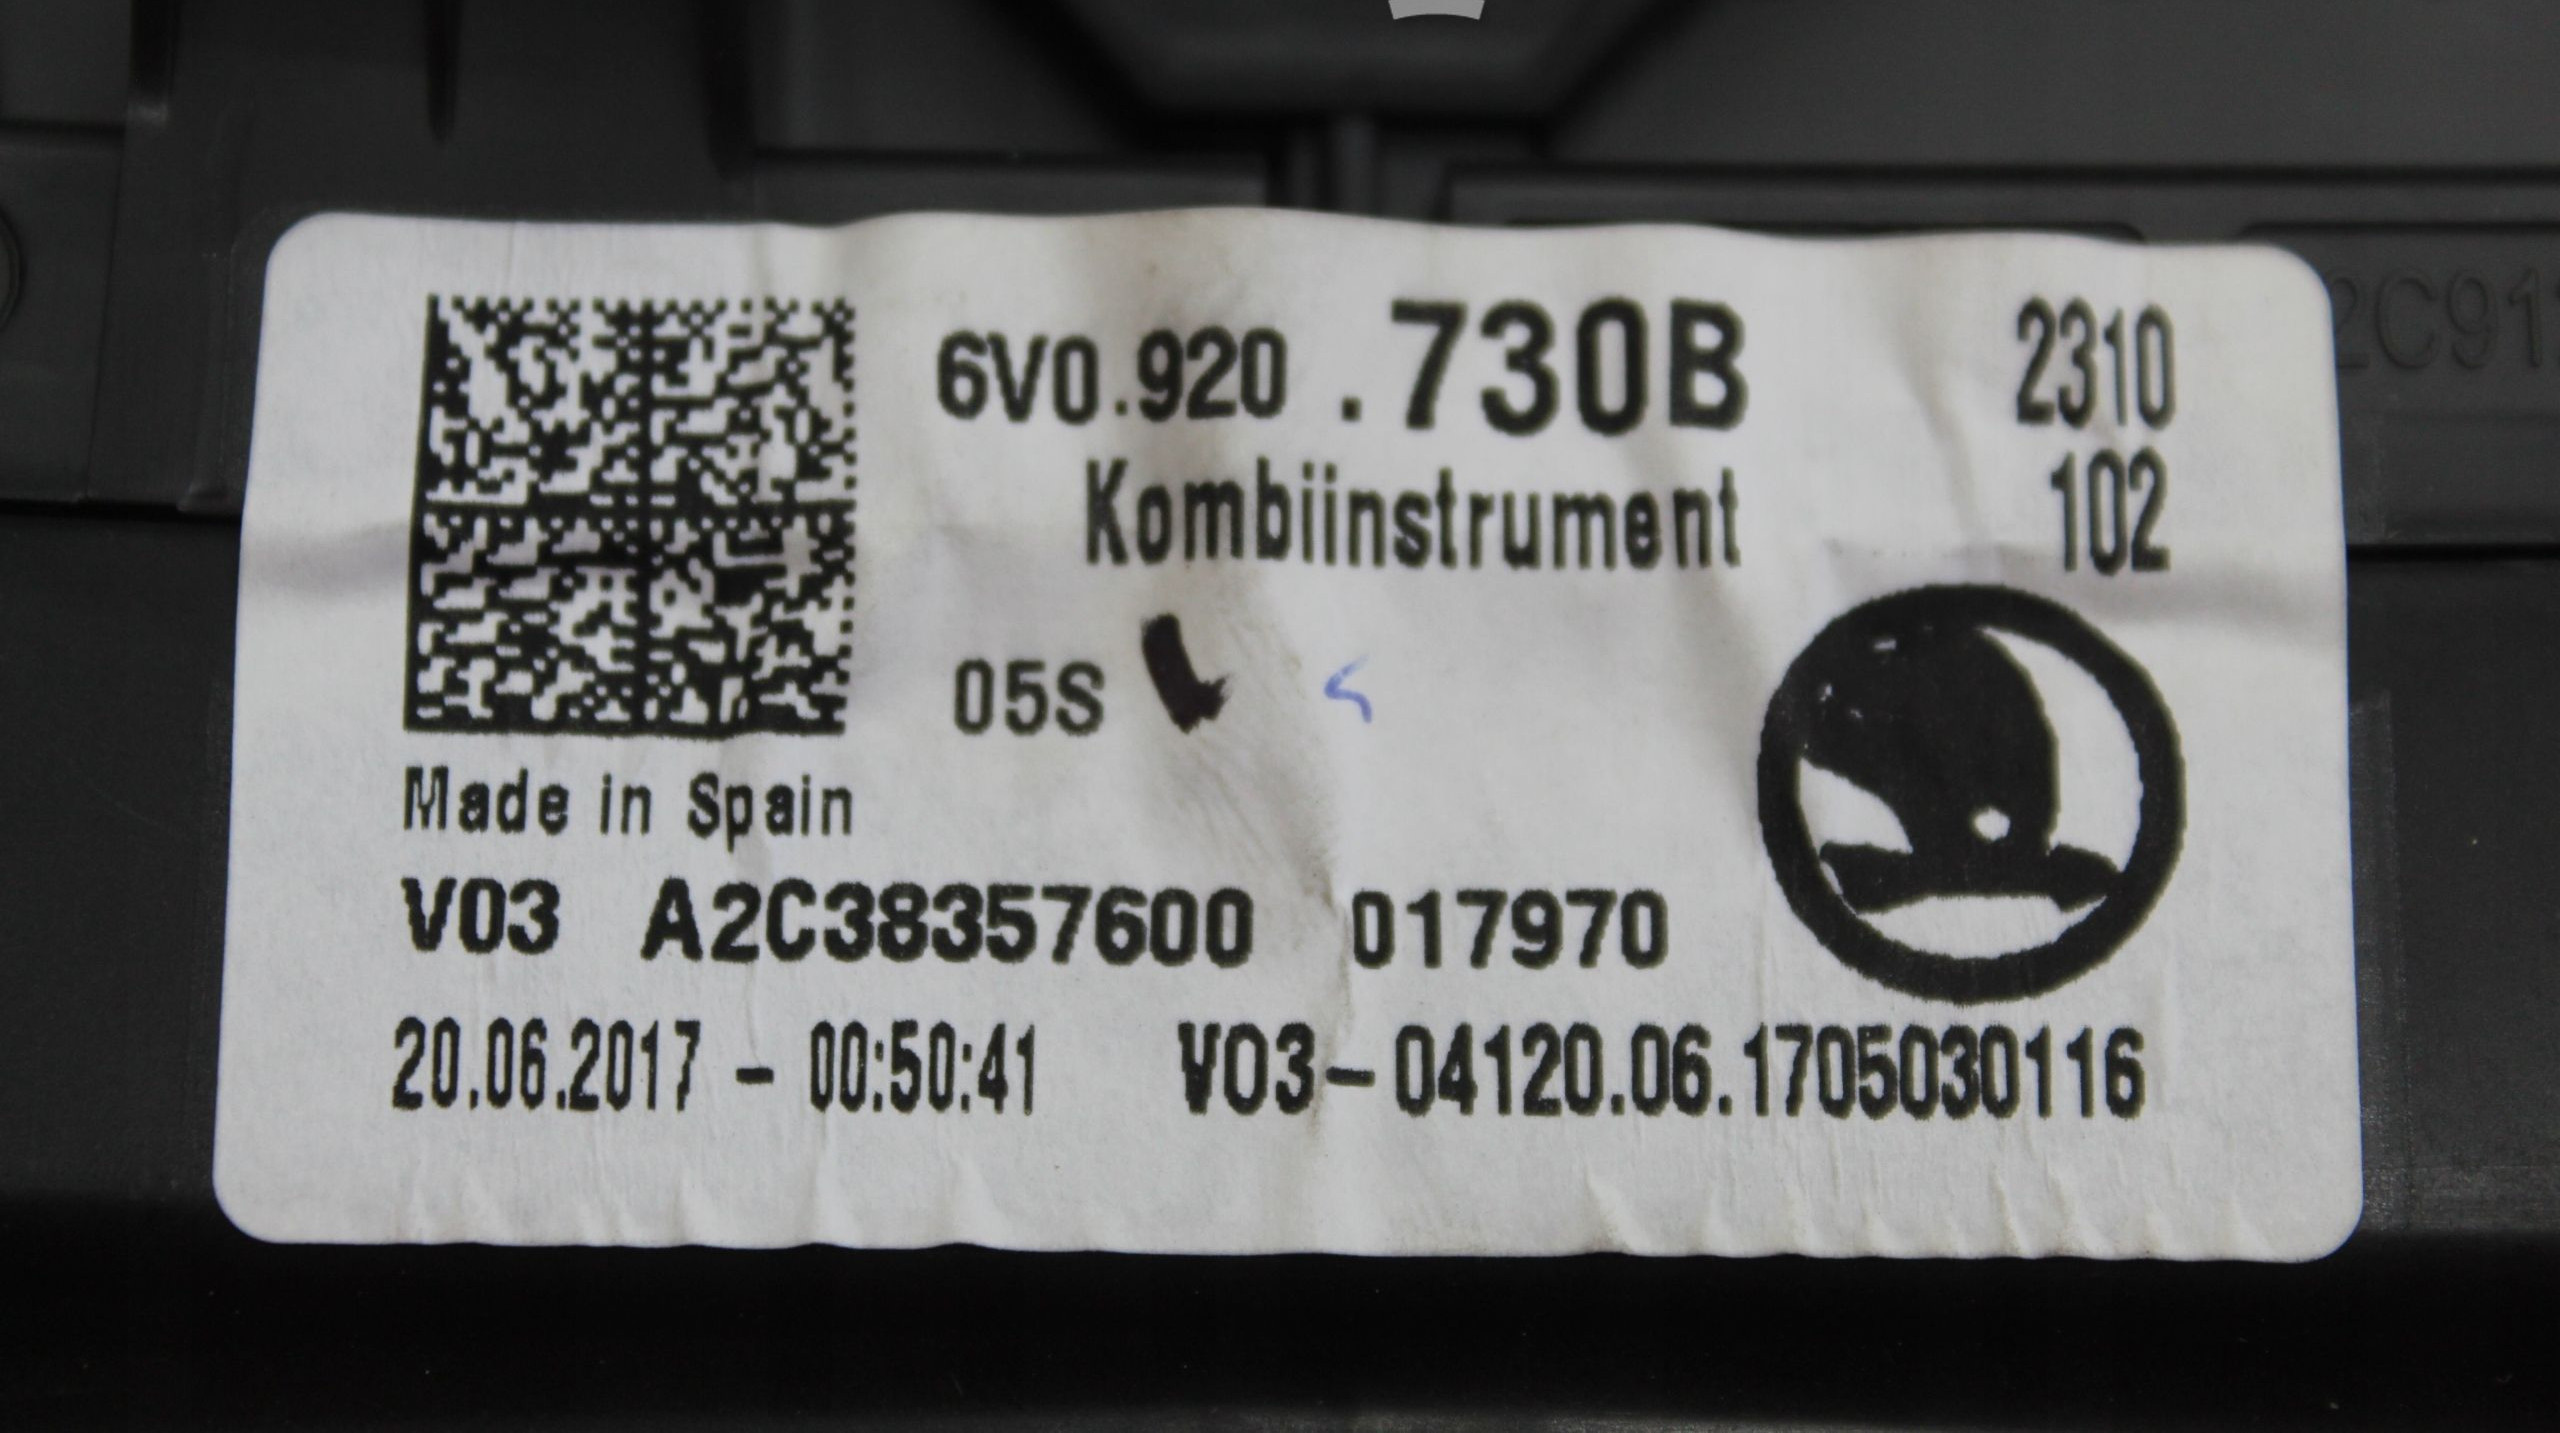 6V0.920 .730B 2310
Kombiinstrument 102
05S
Made in Spain
V03 A2C38357600 017970
20.06.2017 - 00:50:41 V03-04120.06.1705030116
2C91